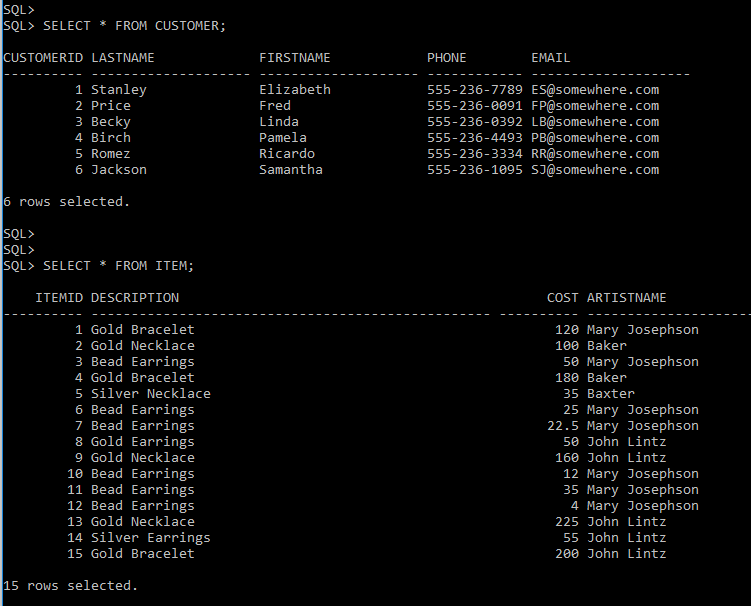 SQL>
SQL> SELECT * FROM CUSTOMER;
CUSTOMERID LASTNAME             FIRSTNAME            PHONE        EMAIL
---------- -------------------- -------------------- ------------ --------------------
         1 Stanley              Elizabeth            555-236-7789 ES@somewhere.com
         2 Price                Fred                 555-236-0091 FP@somewhere.com
         3 Becky                Linda                555-236-0392 LB@somewhere.com
         4 Birch                Pamela               555-236-4493 PB@somewhere.com
         5 Romez                Ricardo              555-236-3334 RR@somewhere.com
         6 Jackson              Samantha             555-236-1095 SJ@somewhere.com
6 rows selected.
SQL>
SQL>
SQL> SELECT * FROM ITEM;
    ITEMID DESCRIPTION                                              COST ARTISTNAME
---------- -------------------------------------------------- ---------- --------------------
         1 Gold Bracelet                                             120 Mary Josephson
         2 Gold Necklace                                             100 Baker
         3 Bead Earrings                                              50 Mary Josephson
         4 Gold Bracelet                                             180 Baker
         5 Silver Necklace                                            35 Baxter
         6 Bead Earrings                                              25 Mary Josephson
         7 Bead Earrings                                            22.5 Mary Josephson
         8 Gold Earrings                                              50 John Lintz
         9 Gold Necklace                                             160 John Lintz
        10 Bead Earrings                                              12 Mary Josephson
        11 Bead Earrings                                              35 Mary Josephson
        12 Bead Earrings                                               4 Mary Josephson
        13 Gold Necklace                                             225 John Lintz
        14 Silver Earrings                                            55 John Lintz
        15 Gold Bracelet                                             200 John Lintz
15 rows selected.